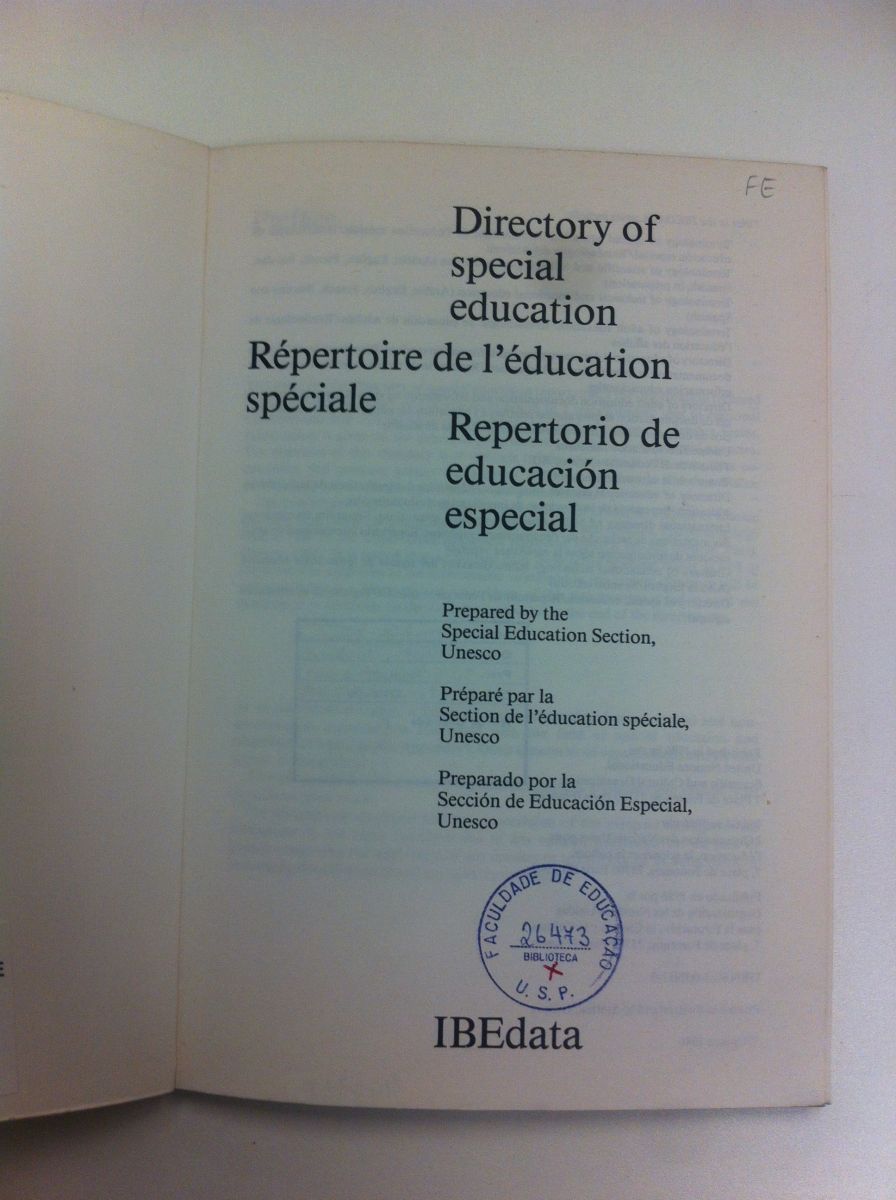 FE
Directory of
special
education
Répertoire de l'éducation
spéciale
Repertorio de
educación
especial
Prepared by the
Special Education Section,
Unesco
Préparé par la
Section de l'éducation spéciale,
Unesco
Preparado por la
Sección de Educación Especial,
Unesco
FACULDADE DE EDUCAÇÃO
26473
BIBLIOTECA
U. S. P.
IBEdata
E